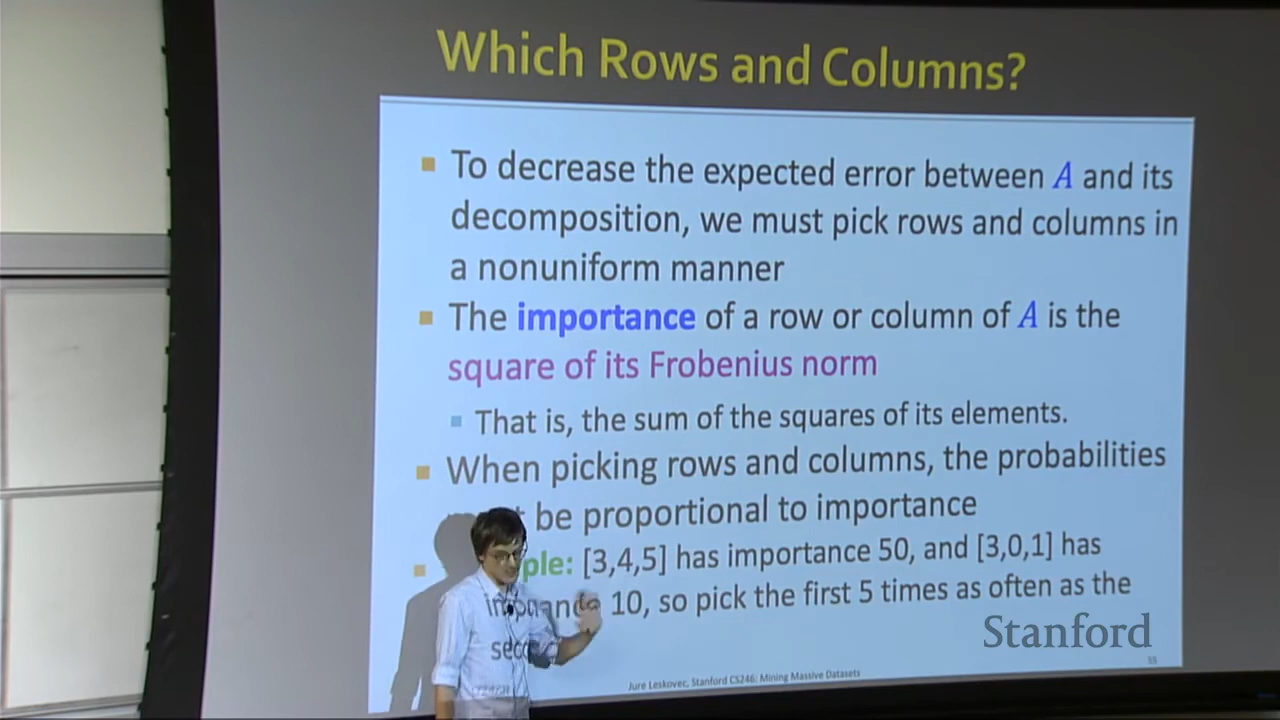 Which Rows and Columns?
To decrease the expected error between A and its
decomposition, we must pick rows and columns in
a nonuniform manner
The importance of a row or column of A is the
square of its Frobenius norm
That is, the sum of the squares of its elements.
When picking rows and columns, the probabilities
be proportional to importance
ple: [3,4,5] has importance 50, and [3,0,1] has
10, so pick the first 5 times as often as the
Stanford
Jure Leskovec, Stanford CS246: Mining Massive Datasets
55